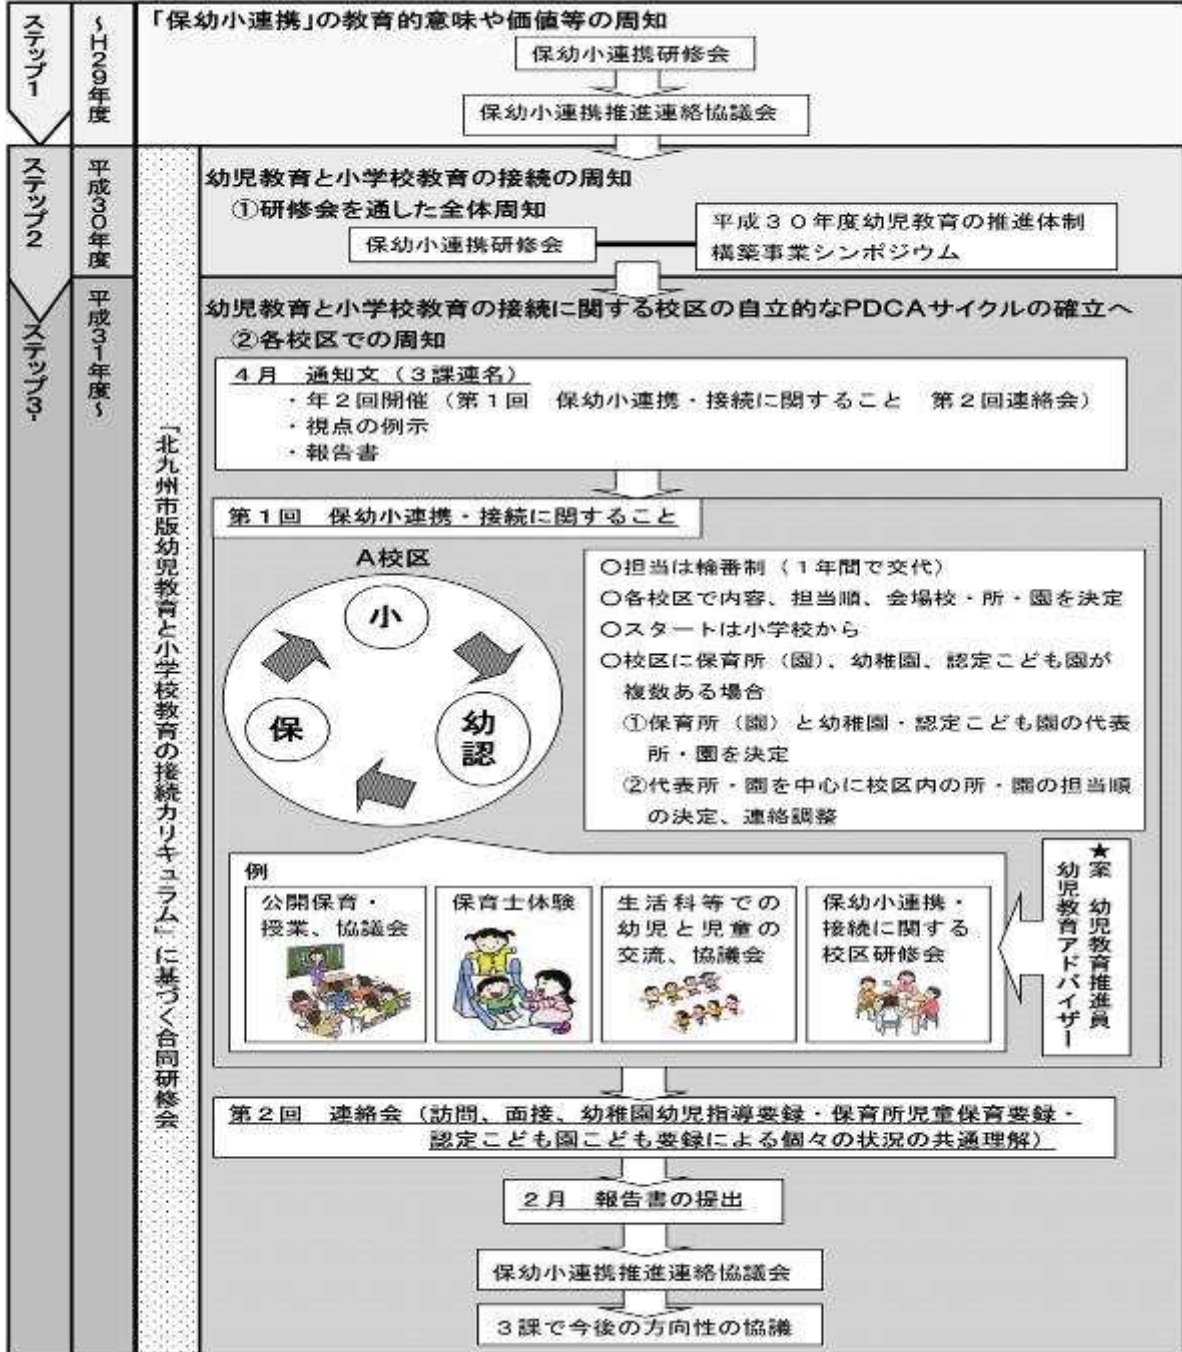 ステップ1
～H29年度
「保幼小連携」の教育的意味や価値等の周知
保幼小連携研修会
保幼小連携推進連絡協議会
ステップ2
平成30年度
幼児教育と小学校教育の接続の周知
①研修会を通した全体周知
保幼小連携研修会
平成３０年度幼児教育の推進体制
構築事業シンポジウム
ステップ3
平成31年度～
「北九州市版幼児教育と小学校教育の接続カリキュラム」に基づく合同研修会
幼児教育と小学校教育の接続に関する校区の自立的なPDCAサイクルの確立へ
②各校区での周知
４月　通知文（３課連名）
・年２回開催（第１回　保幼小連携・接続に関すること　第２回連絡会）
・視点の例示
・報告書
第１回　保幼小連携・接続に関すること
A校区
小
保
幼
認
○担当は輪番制（１年間で交代）
○各校区で内容、担当順、会場校・所・園を決定
○スタートは小学校から
○校区に保育所（園）、幼稚園、認定こども園が
複数ある場合
①保育所（園）と幼稚園・認定こども園の代表
所・園を決定
②代表所・園を中心に校区内の所・園の担当順
の決定、連絡調整
例
公開保育・
授業、協議会
保育士体験
生活科等での
幼児と児童の
交流、協議会
保幼小連携・
接続に関する
校区研修会
★案　幼児教育推進員
幼児教育アドバイザー
第２回　連絡会（訪問、面接、幼稚園幼児指導要録・保育所児童保育要録・
認定こども園こども要録による個々の状況の共通理解）
２月　報告書の提出
保幼小連携推進連絡協議会
３課で今後の方向性の協議